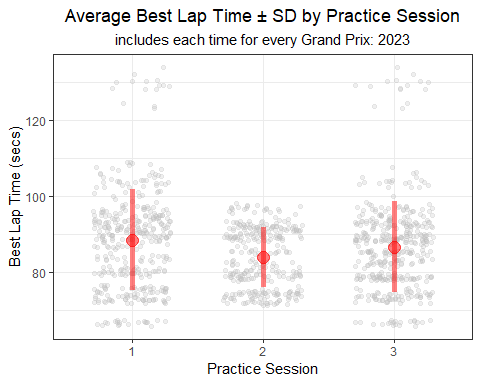 Average Best Lap Time ± SD by Practice Session
includes each time for every Grand Prix: 2023
Best Lap Time (secs)
120
100
80
1 2 3
Practice Session